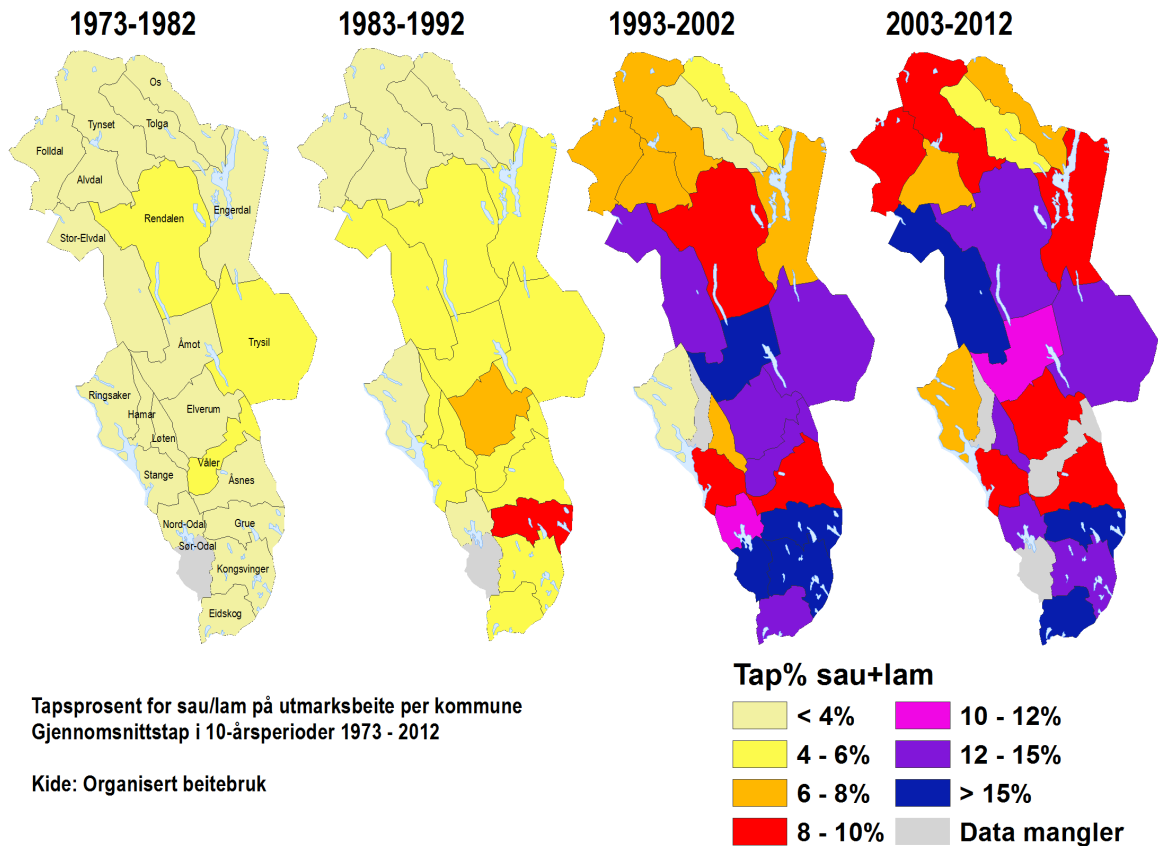 1973-1982
1983-1992
1993-2002
2003-2012
Os
Tynset
Tolga
Folldal
Alvdal
Rendalen
Engerdal
Stor-Elvdal
Trysil
Åmot
Ringsaker
Hamar
Elverum
Løten
Våler
Stange
Åsnes
Nord-Odal
Grue
Sør-Odal
Kongsvinger
Eidskog
Tap% sau+lam
< 4%
4 - 6%
6 - 8%
8 - 10%
10 - 12%
12 - 15%
> 15%
Data mangler
Tapsprosent for sau/lam på utmarksbeite per kommune
Gjennomsnittstap i 10-årsperioder 1973 - 2012
Kide: Organisert beitebruk